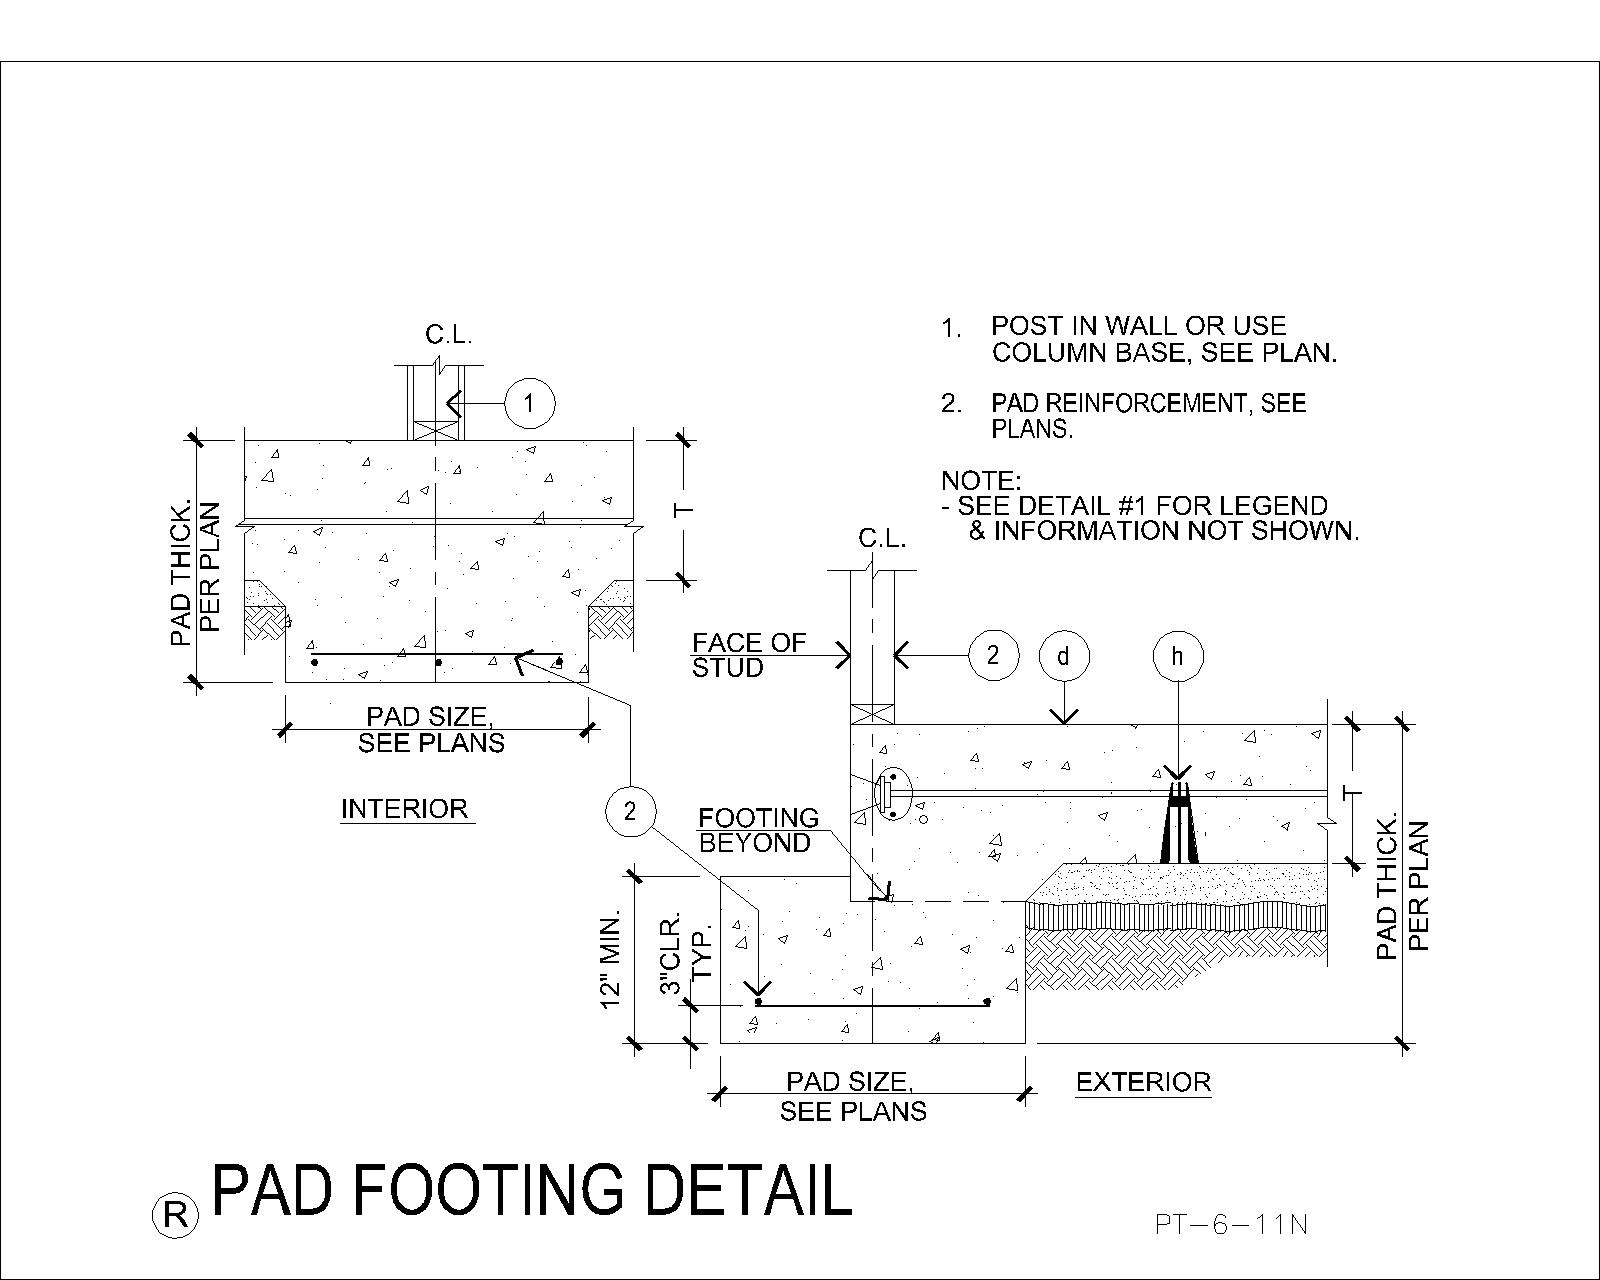 C.L.
1
1. POST IN WALL OR USE
COLUMN BASE, SEE PLAN.
2. PAD REINFORCEMENT, SEE
PLANS.
NOTE:
- SEE DETAIL #1 FOR LEGEND
& INFORMATION NOT SHOWN.
PAD THICK.
PER PLAN
T
PAD SIZE,
SEE PLANS
INTERIOR
C.L.
FACE OF
STUD
2
d
h
2
FOOTING
BEYOND
12" MIN.
3"CLR.
TYP.
T
PAD THICK.
PER PLAN
PAD SIZE,
SEE PLANS
EXTERIOR
R PAD FOOTING DETAIL
PT-6-11N